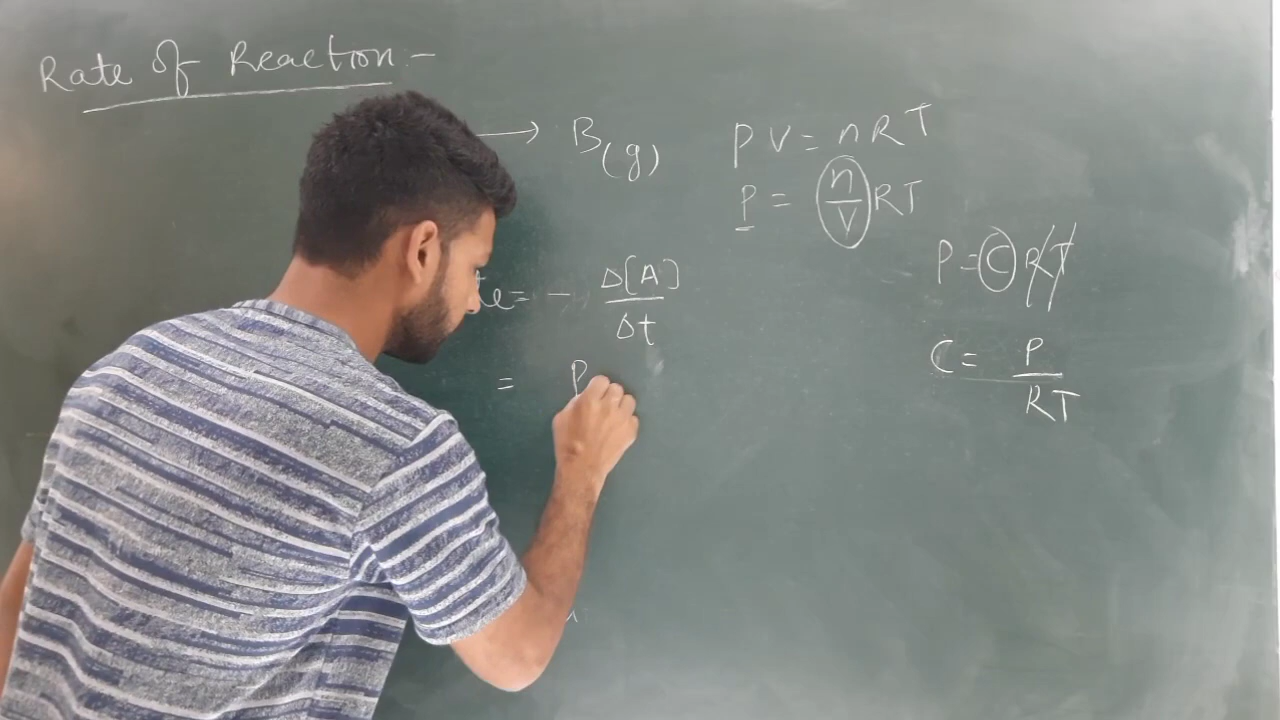 Rate of Reaction:-
→ B(g)
PV = nRT
P = n/V RT
te = - Δ[A]/Δt
= P
P = C RT
C = P/RT